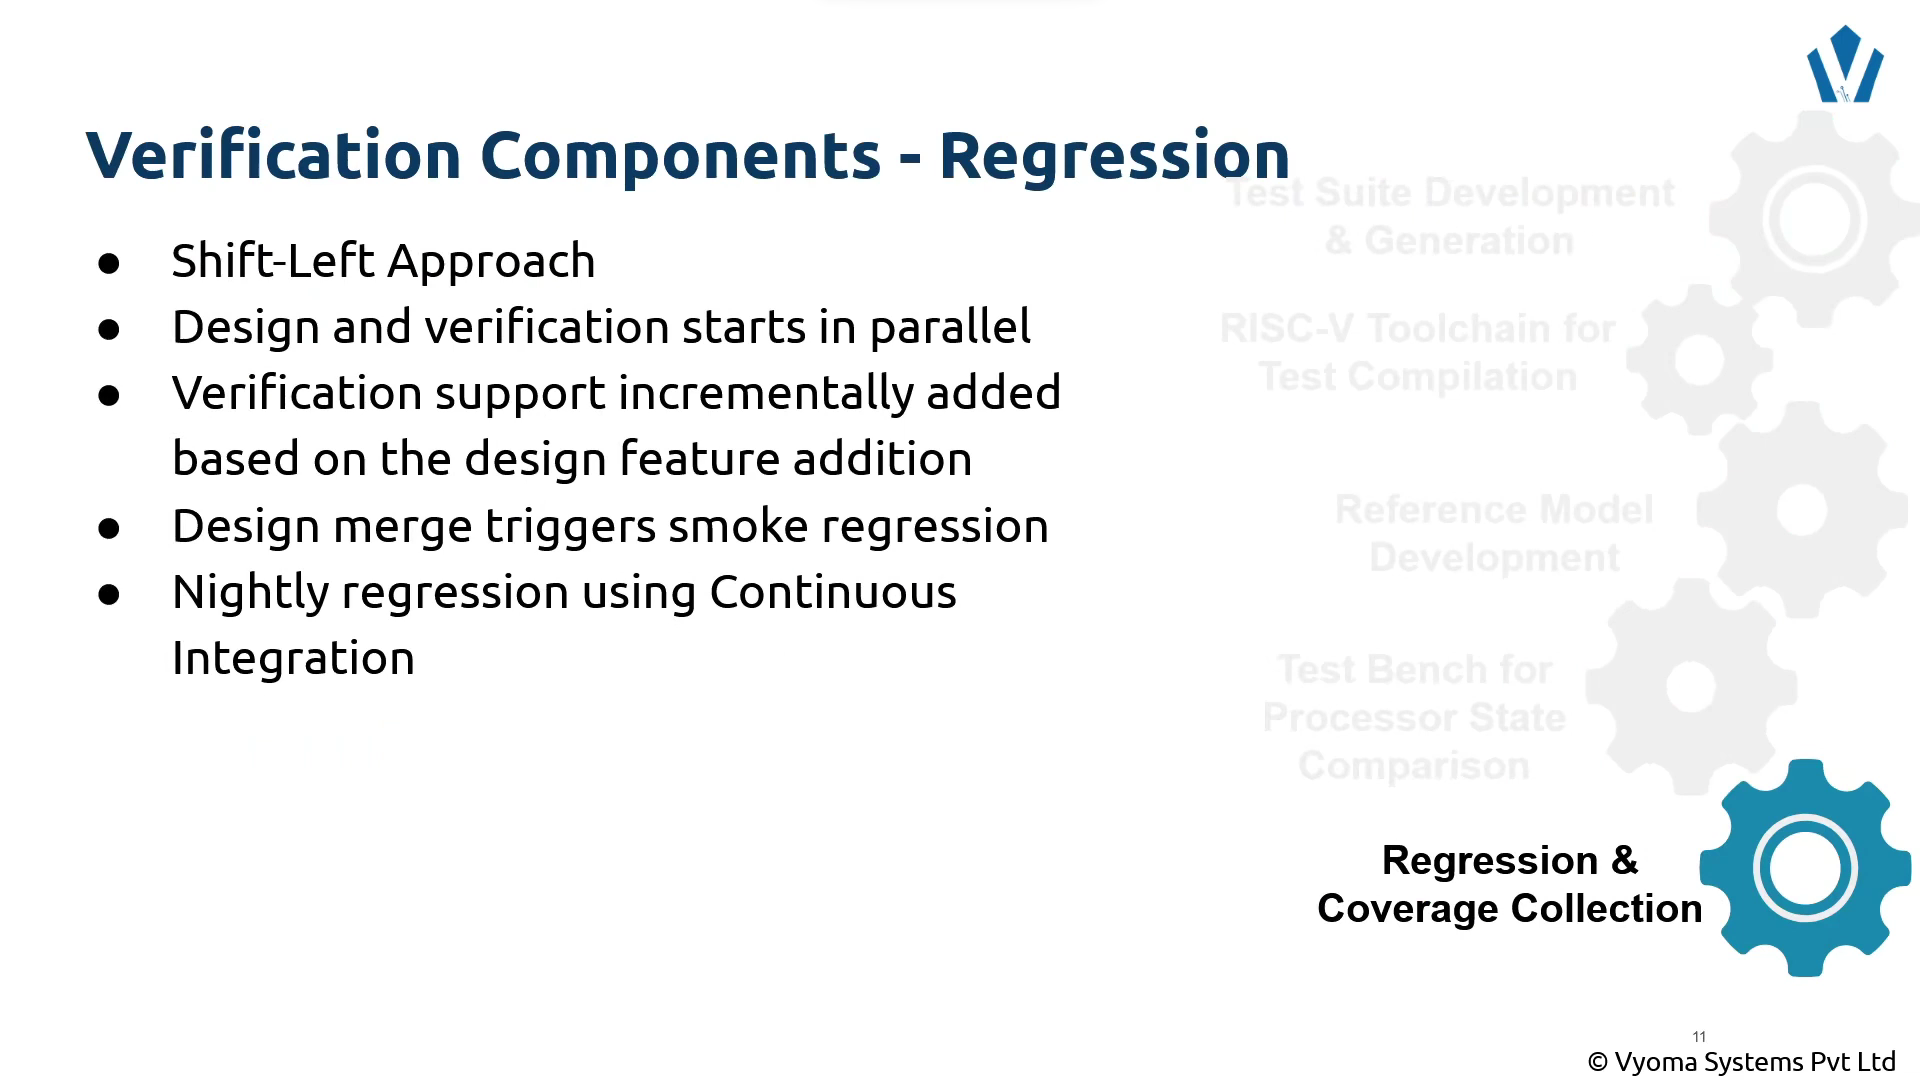 Verification Components - Regression
● Shift-Left Approach
● Design and verification starts in parallel
● Verification support incrementally added
based on the design feature addition
● Design merge triggers smoke regression
● Nightly regression using Continuous
Integration
Test Suite Development
& Generation
RISC-V Toolchain for
Test Compilation
Reference Model
Development
Test Bench for
Processor State
Comparison
Regression &
Coverage Collection
11
© Vyoma Systems Pvt Ltd